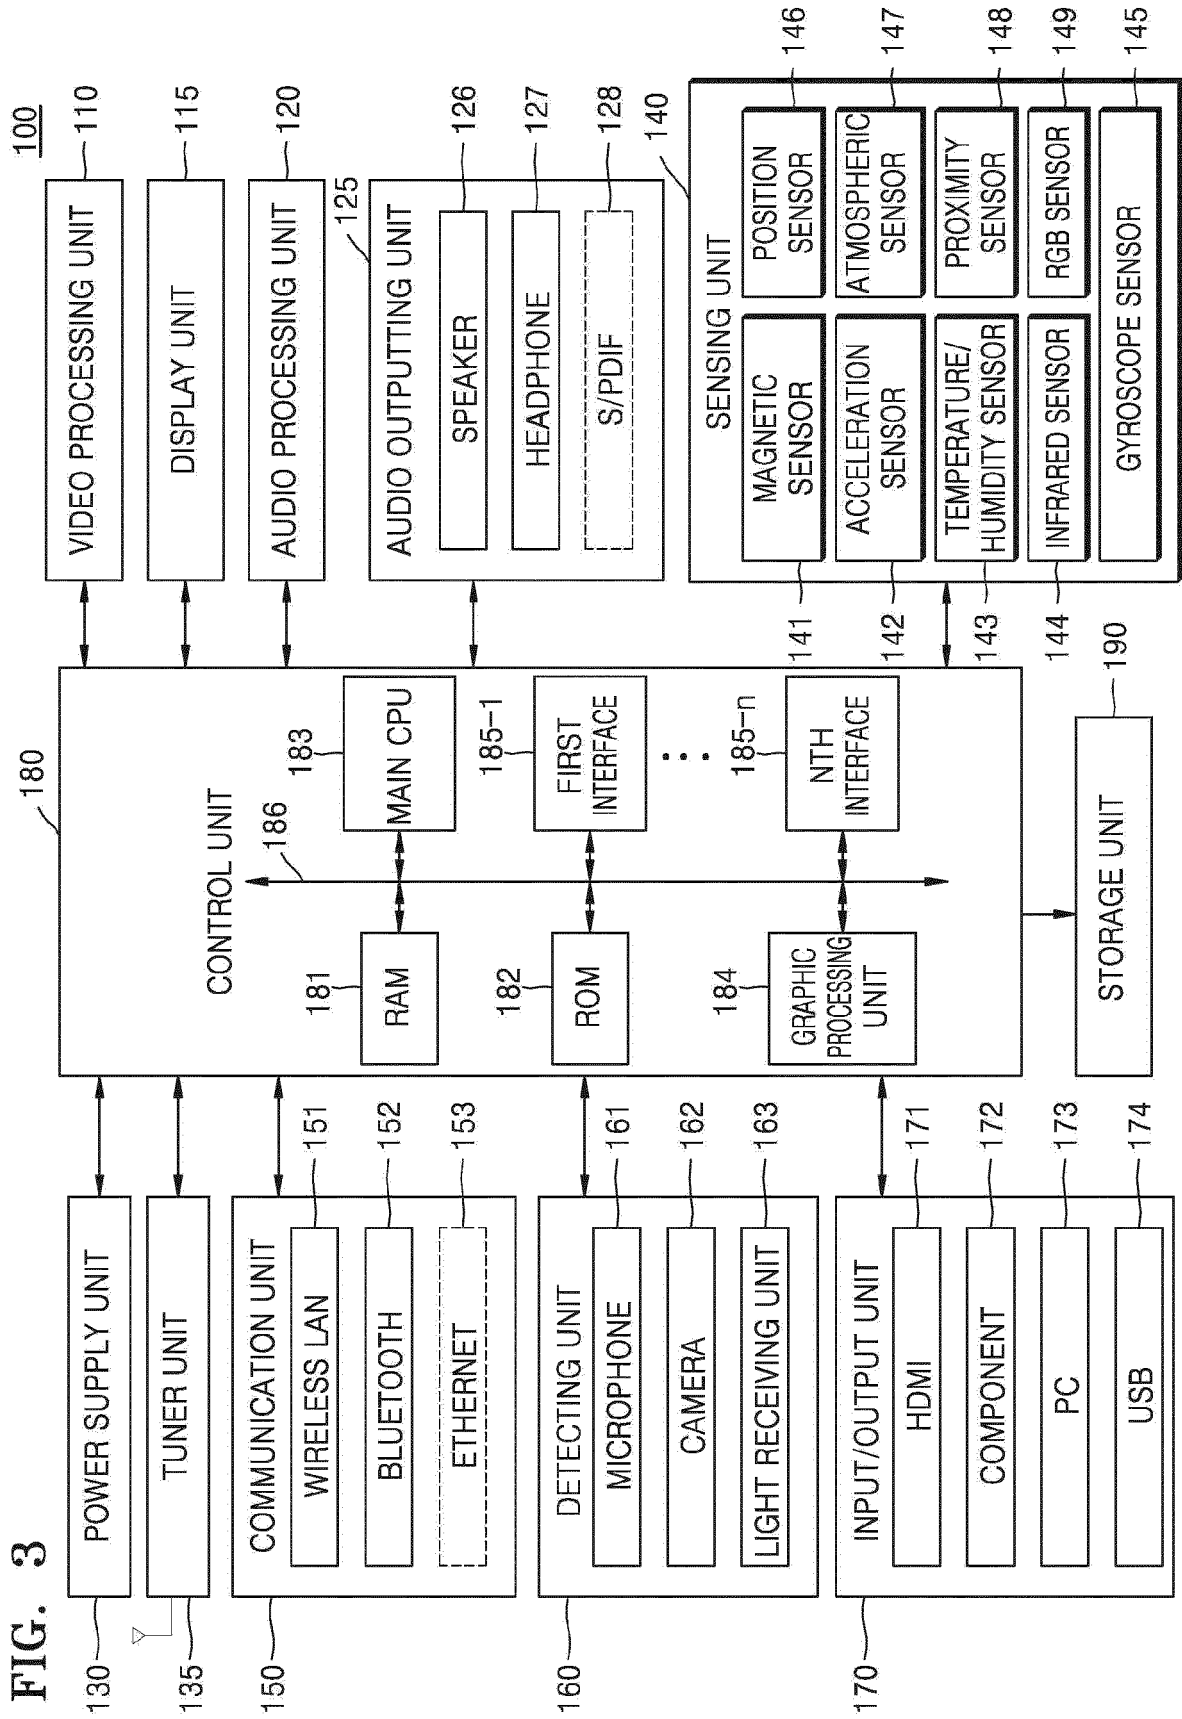 FIG. 3
100
130
POWER SUPPLY UNIT
135
TUNER UNIT
150
COMMUNICATION UNIT
WIRELESS LAN
151
BLUETOOTH
152
ETHERNET
153
160
DETECTING UNIT
MICROPHONE
161
CAMERA
162
LIGHT RECEIVING UNIT
163
170
INPUT/OUTPUT UNIT
HDMI
171
COMPONENT
172
PC
173
USB
174
180
CONTROL UNIT
186
181
RAM
182
ROM
184
GRAPHIC
PROCESSING
UNIT
183
MAIN CPU
185-1
FIRST
INTERFACE
...
185-n
NTH
INTERFACE
190
STORAGE UNIT
VIDEO PROCESSING UNIT
110
DISPLAY UNIT
115
AUDIO PROCESSING UNIT
120
125
AUDIO OUTPUTTING UNIT
SPEAKER
126
HEADPHONE
127
S/PDIF
128
140
SENSING UNIT
141
MAGNETIC
SENSOR
POSITION
SENSOR
146
142
ACCELERATION
SENSOR
ATMOSPHERIC
SENSOR
147
143
TEMPERATURE/
HUMIDITY SENSOR
PROXIMITY
SENSOR
148
144
INFRARED SENSOR
RGB SENSOR
149
GYROSCOPE SENSOR
145